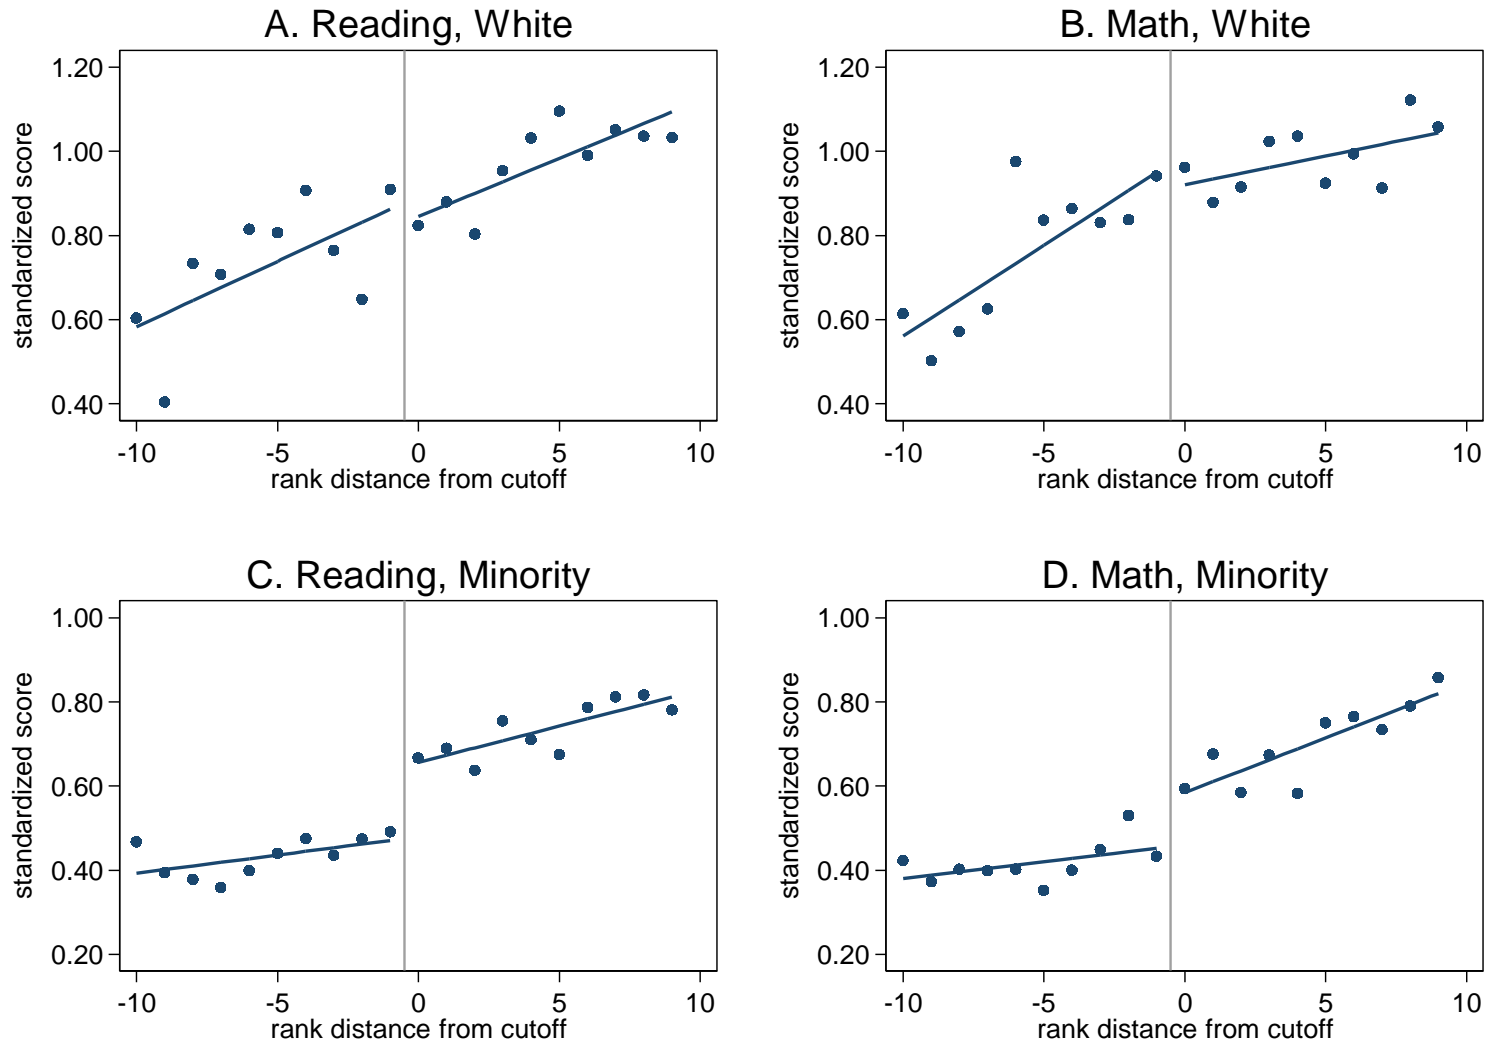 A. Reading, White
standardized score
1.20
1.00
0.80
0.60
0.40
-10 -5 0 5 10
rank distance from cutoff
B. Math, White
standardized score
1.20
1.00
0.80
0.60
0.40
-10 -5 0 5 10
rank distance from cutoff
C. Reading, Minority
standardized score
1.00
0.80
0.60
0.40
0.20
-10 -5 0 5 10
rank distance from cutoff
D. Math, Minority
standardized score
1.00
0.80
0.60
0.40
0.20
-10 -5 0 5 10
rank distance from cutoff